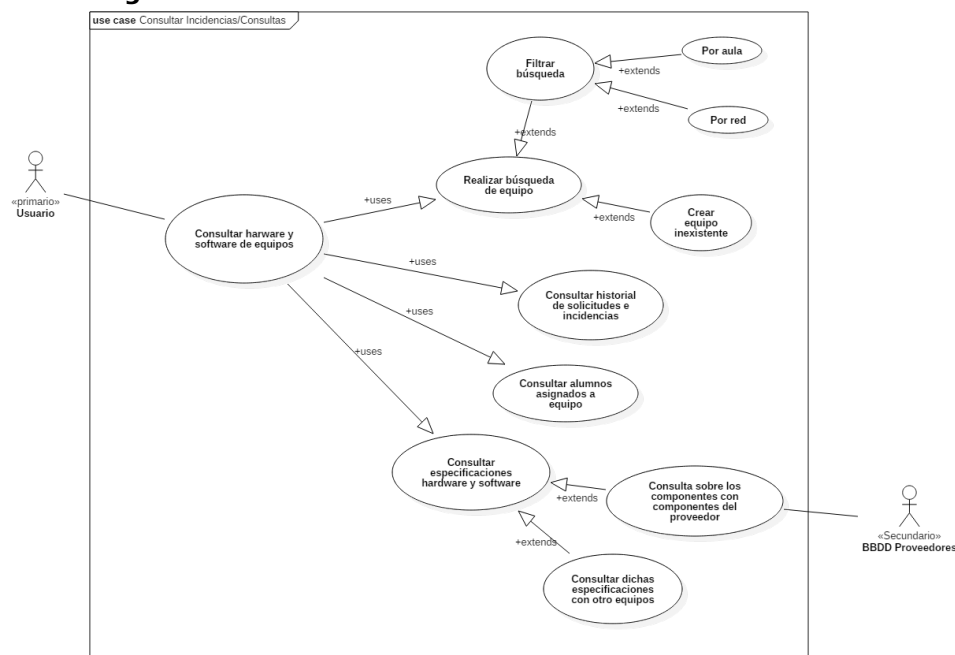 use case Consultar Incidencias/Consultas
Filtrar
búsqueda
Por aula
+extends
+extends
Por red
+extends
«primario»
Usuario
Realizar búsqueda
de equipo
+uses
+extends
Crear
equipo
inexistente
Consultar harware y
software de equipos
+uses
Consultar historial
de solicitudes e
incidencias
+uses
+uses
Consultar alumnos
asignados a
equipo
Consultar
especificaciones
hardware y software
Consulta sobre los
componentes con
componentes del
proveedor
+extends
«Secundario»
BBDD Proveedores
+extends
Consultar dichas
especificaciones
con otro equipos